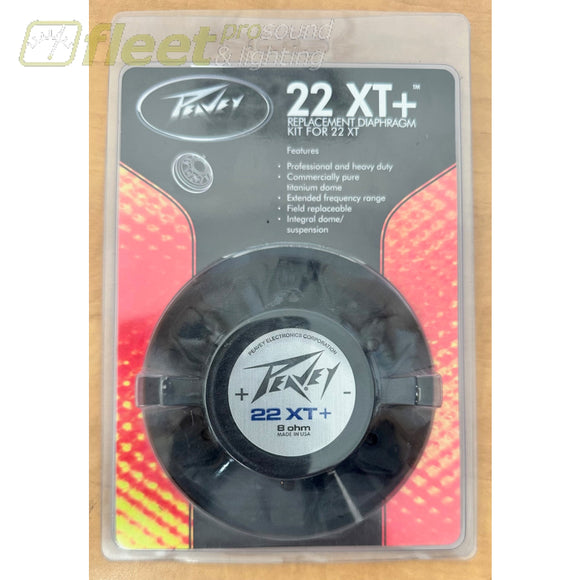 fleet prosound
& lighting
PEAVEY
22 XT+™
REPLACEMENT DIAPHRAGM
KIT FOR 22 XT
Features
• Professional and heavy duty
• Commercially pure
titanium dome
• Extended frequency range
• Field replaceable
• Integral dome/
suspension
PEAVEY ELECTRONICS CORPORATION
PEAVEY
+ -
22 XT+
8 ohm
MADE IN USA